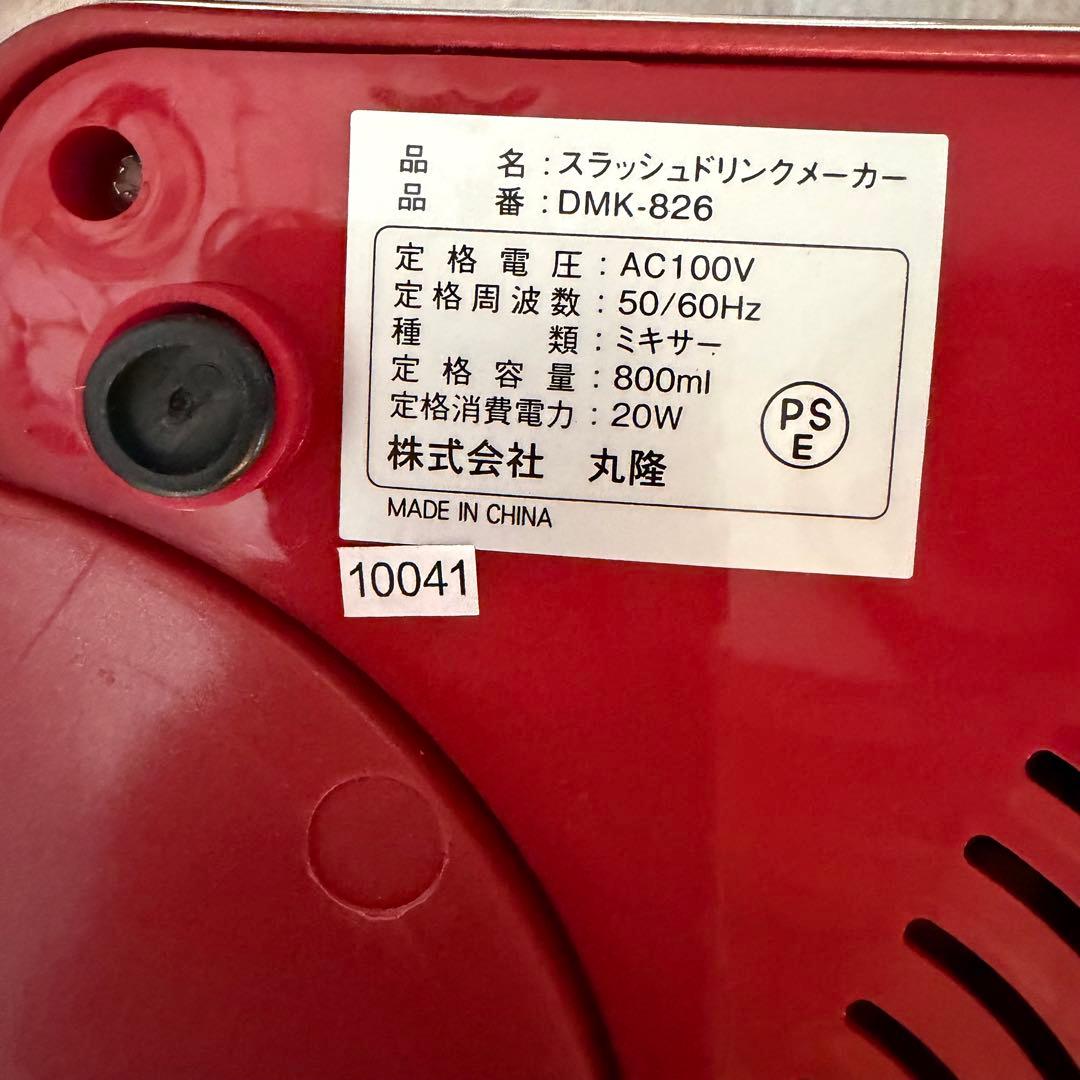 品名：スラッシュドリンクメーカー
品番：DMK-826
定格電圧：AC100V
定格周波数：50/60Hz
種類：ミキサー
定格容量：800ml
定格消費電力：20W
株式会社 丸隆
PS
E
MADE IN CHINA
10041